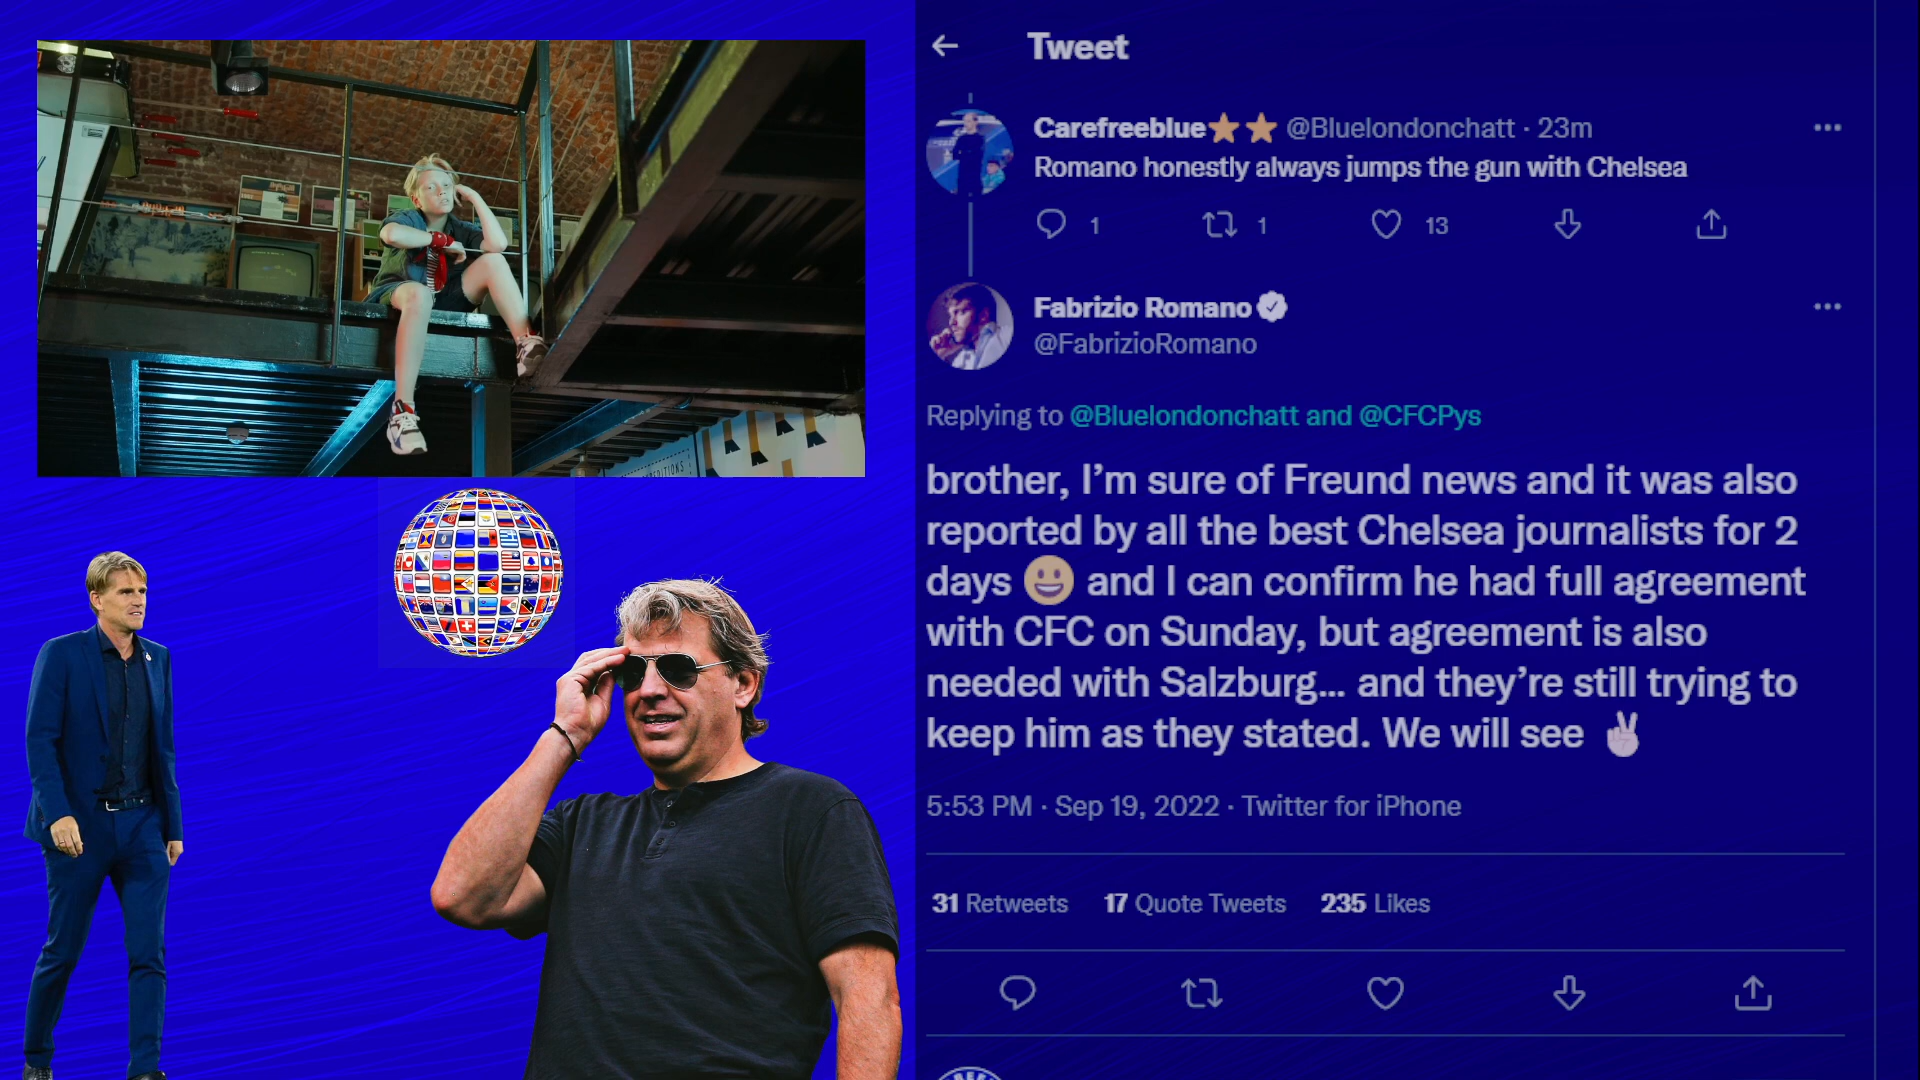 Tweet
Carefreeblue⭐⭐ @Bluelondonchatt · 23m
Romano honestly always jumps the gun with Chelsea
1 1 13
Fabrizio Romano
@FabrizioRomano
Replying to @Bluelondonchatt and @CFCPys
brother, I’m sure of Freund news and it was also
reported by all the best Chelsea journalists for 2
days 😃 and I can confirm he had full agreement
with CFC on Sunday, but agreement is also
needed with Salzburg... and they’re still trying to
keep him as they stated. We will see ✌🏻
5:53 PM · Sep 19, 2022 · Twitter for iPhone
31 Retweets 17 Quote Tweets 235 Likes